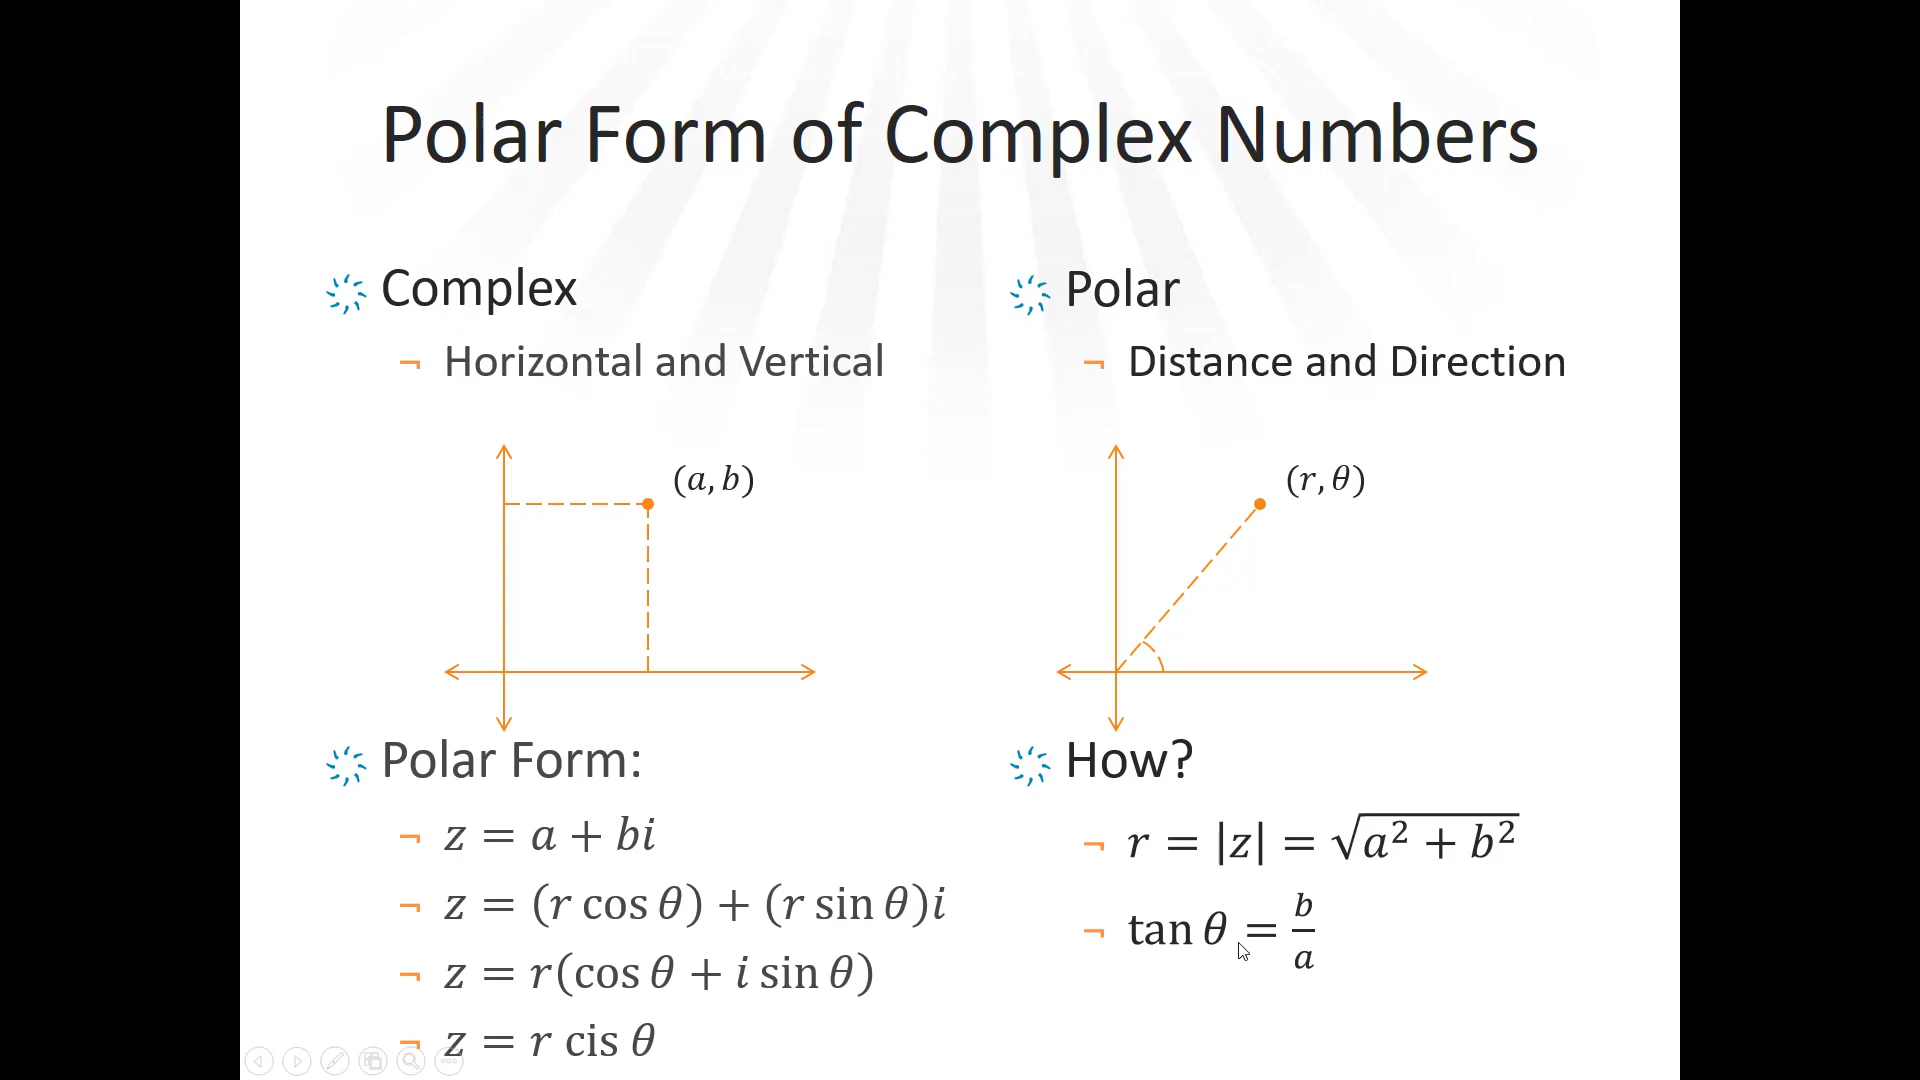 Polar Form of Complex Numbers
Complex
Horizontal and Vertical
(a, b)
Polar Form:
z = a + bi
z = (r cos θ) + (r sin θ)i
z = r(cos θ + i sin θ)
z = r cis θ
Polar
Distance and Direction
(r, θ)
How?
r = |z| = √(a² + b²)
tan θ = b/a